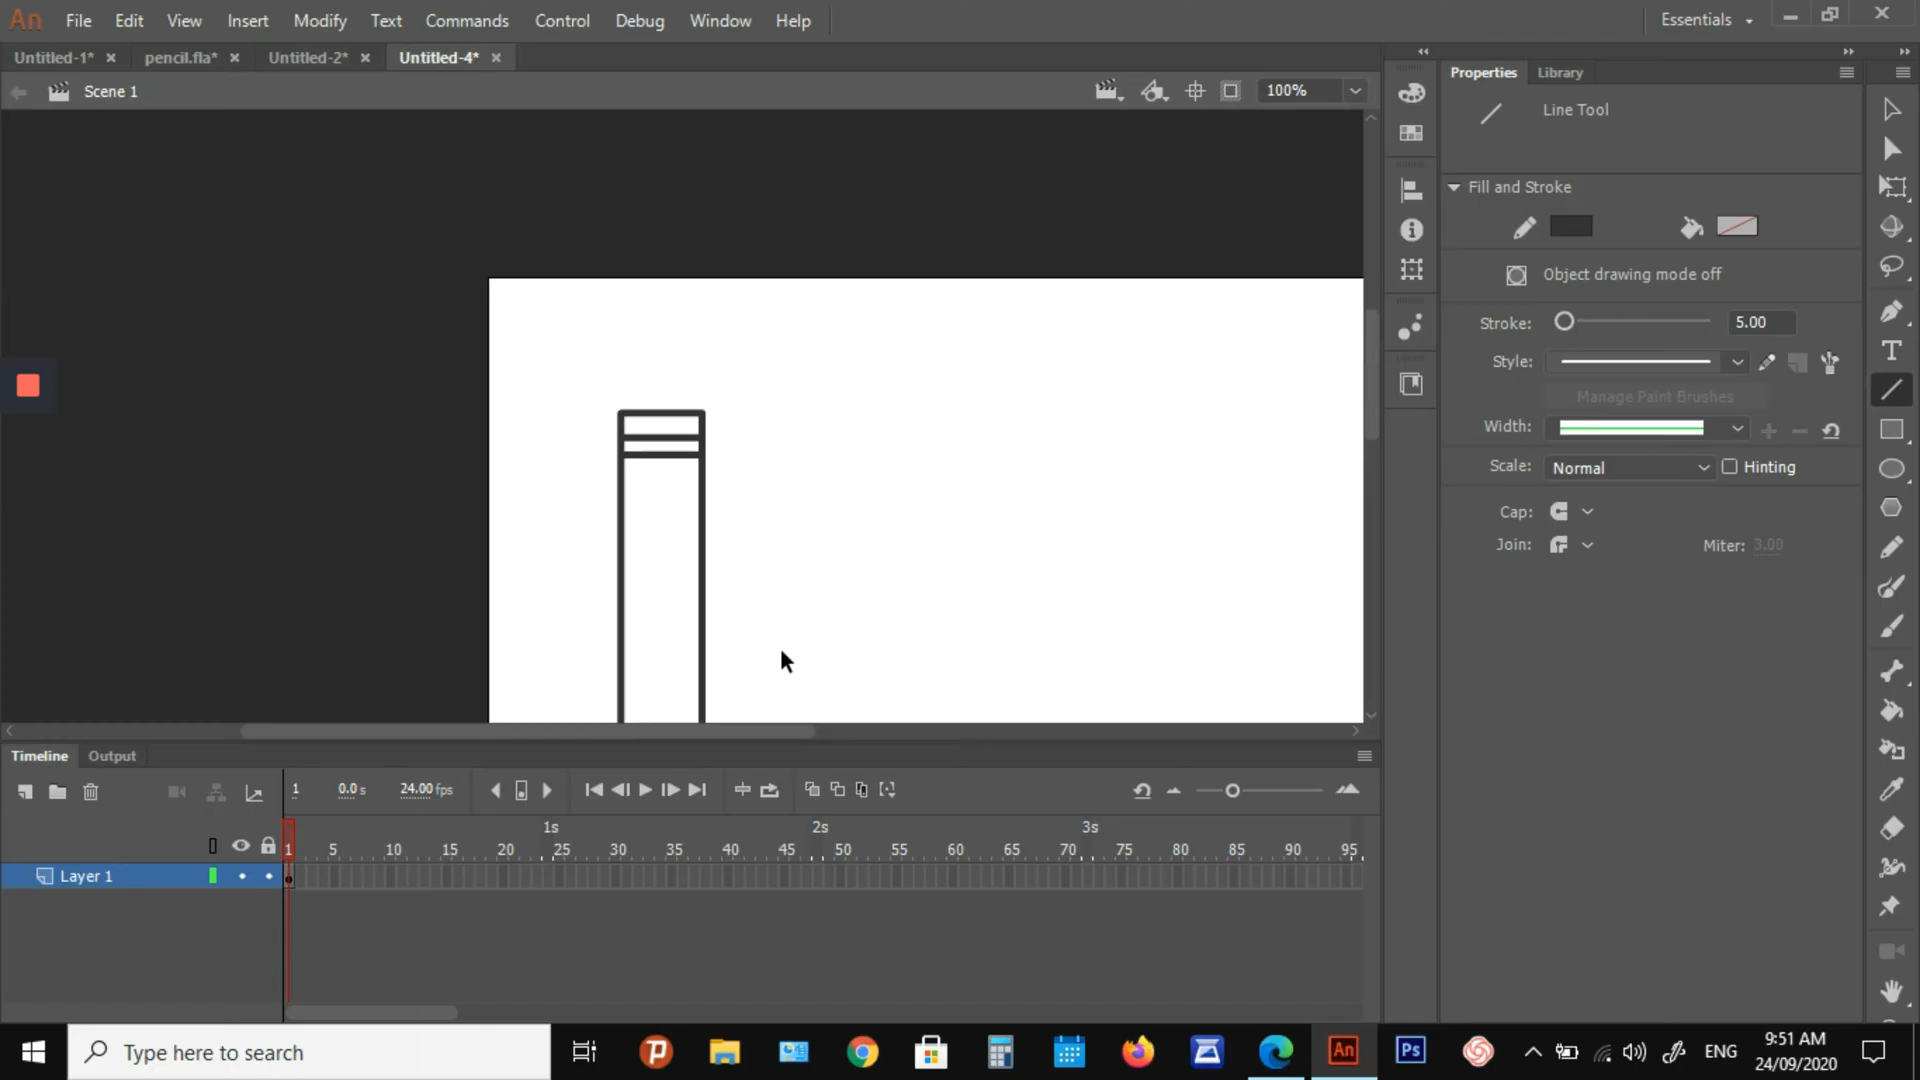 An File Edit View Insert Modify Text Commands Control Debug Window Help Essentials
Untitled-1* pencil.fla* Untitled-2* Untitled-4*
Scene 1 100%
Properties Library
Line Tool
Fill and Stroke
Object drawing mode off
Stroke: 5.00
Style:
Manage Paint Brushes
Width:
Scale: Normal Hinting
Cap:
Join: Miter: 3.00
Timeline Output
1 0.0 s 24.00 fps
1s 2s 3s
1 5 10 15 20 25 30 35 40 45 50 55 60 65 70 75 80 85 90 95
Layer 1
Type here to search
An Ps ENG
9:51 AM
24/09/2020